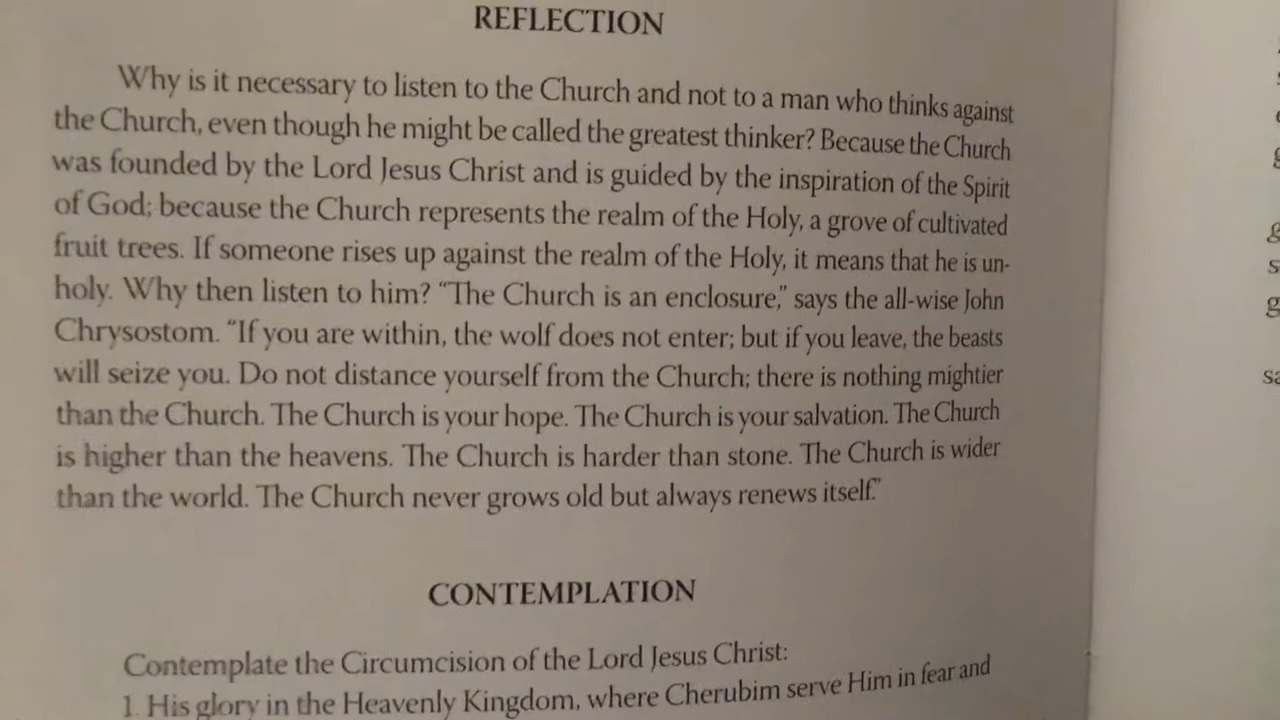 REFLECTION
Why is it necessary to listen to the Church and not to a man who thinks against
the Church, even though he might be called the greatest thinker? Because the Church
was founded by the Lord Jesus Christ and is guided by the inspiration of the Spirit
of God; because the Church represents the realm of the Holy, a grove of cultivated
fruit trees. If someone rises up against the realm of the Holy, it means that he is un-
holy. Why then listen to him? “The Church is an enclosure,” says the all-wise John
Chrysostom. “If you are within, the wolf does not enter; but if you leave, the beasts
will seize you. Do not distance yourself from the Church; there is nothing mightier
than the Church. The Church is your hope. The Church is your salvation. The Church
is higher than the heavens. The Church is harder than stone. The Church is wider
than the world. The Church never grows old but always renews itself.”
CONTEMPLATION
Contemplate the Circumcision of the Lord Jesus Christ:
1. His glory in the Heavenly Kingdom, where Cherubim serve Him in fear and